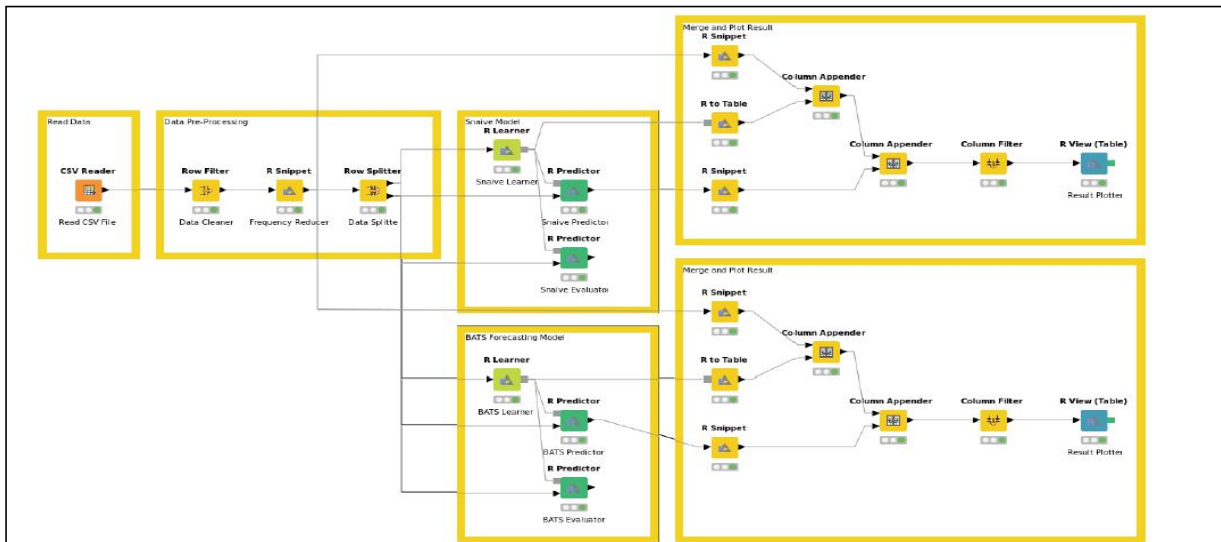 Read Data
CSV Reader
Read CSV File
Data Pre-Processing
Row Filter
Data Cleaner
R Snippet
Frequency Reducer
Row Splitter
Data Splitte
Snaive Model
R Learner
Snaive Learner
R Predictor
Snaive Predictor
R Predictor
Snaive Evaluator
BATS Forecasting Model
R Learner
BATS Learner
R Predictor
BATS Predictor
R Predictor
BATS Evaluator
Merge and Plot Result
R Snippet
Column Appender
R to Table
R Snippet
Column Appender
Column Filter
R View (Table)
Result Plotter
Merge and Plot Result
R Snippet
Column Appender
R to Table
R Snippet
Column Appender
Column Filter
R View (Table)
Result Plotter